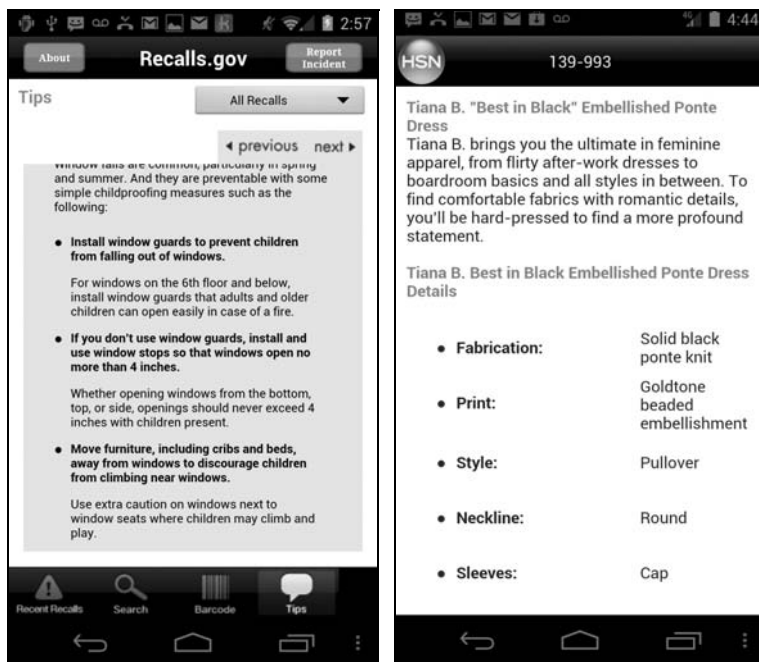 2:57
About
Recalls.gov
Report
Incident
Tips
All Recalls
previous next
Window falls are common, particularly in spring
and summer. And they are preventable with some
simple childproofing measures such as the
following:
• Install window guards to prevent children
from falling out of windows.
For windows on the 6th floor and below,
install window guards that adults and older
children can open easily in case of a fire.
• If you don't use window guards, install and
use window stops so that windows open no
more than 4 inches.
Whether opening windows from the bottom,
top, or side, openings should never exceed 4
inches with children present.
• Move furniture, including cribs and beds,
away from windows to discourage children
from climbing near windows.
Use extra caution on windows next to
window seats where children may climb and
play.
Recent Recalls Search Barcode Tips
4G 4:44
HSN 139-993
Tiana B. "Best in Black" Embellished Ponte
Dress
Tiana B. brings you the ultimate in feminine
apparel, from flirty after-work dresses to
boardroom basics and all styles in between. To
find comfortable fabrics with romantic details,
you'll be hard-pressed to find a more profound
statement.
Tiana B. Best in Black Embellished Ponte Dress
Details
• Fabrication: Solid black
ponte knit
• Print: Goldtone
beaded
embellishment
• Style: Pullover
• Neckline: Round
• Sleeves: Cap